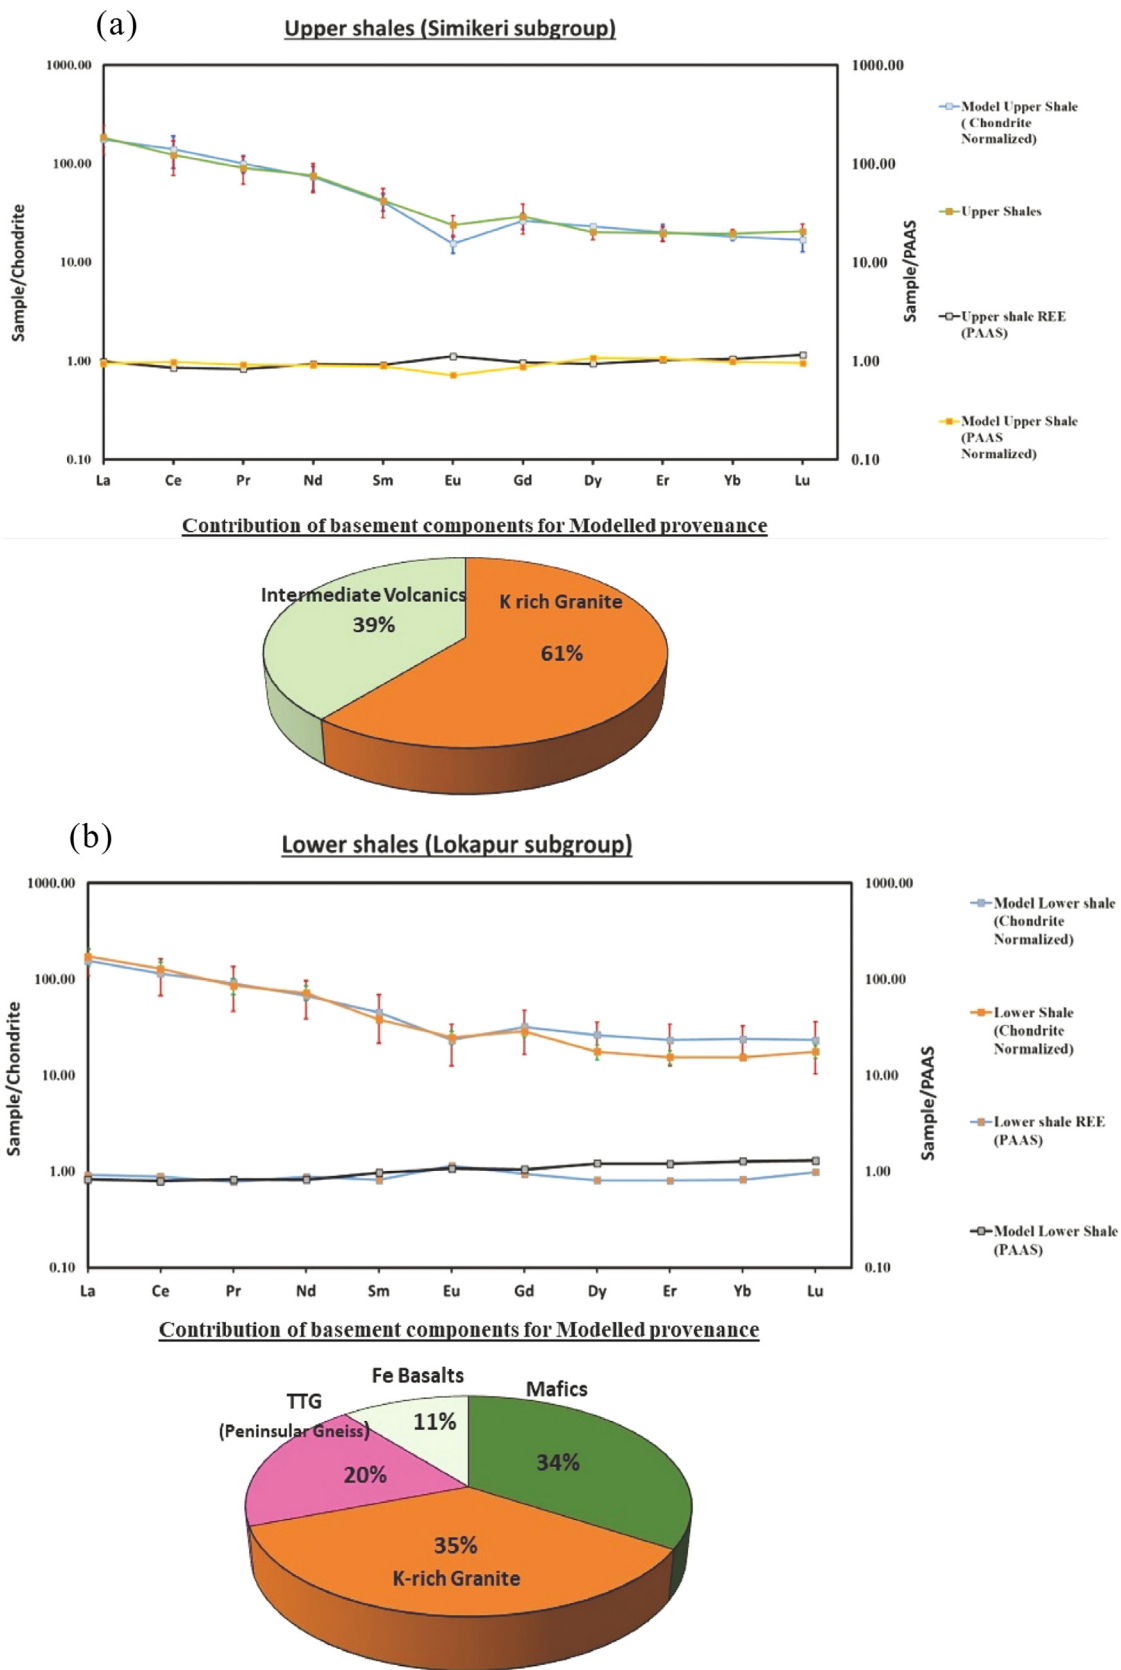 (a)
Upper shales (Simikeri subgroup)
1000.00
100.00
10.00
1.00
0.10
Sample/Chondrite
La Ce Pr Nd Sm Eu Gd Dy Er Yb Lu
1000.00
100.00
10.00
1.00
0.10
Sample/PAAS
Model Upper Shale
( Chondrite
Normalized)
Upper Shales
Upper shale REE
(PAAS)
Model Upper Shale
(PAAS
Normalized)
Contribution of basement components for Modelled provenance
Intermediate Volcanics
39%
K rich Granite
61%
(b)
Lower shales (Lokapur subgroup)
1000.00
100.00
10.00
1.00
0.10
Sample/Chondrite
La Ce Pr Nd Sm Eu Gd Dy Er Yb Lu
1000.00
100.00
10.00
1.00
0.10
Sample/PAAS
Model Lower shale
(Chondrite
Normalized)
Lower Shale
(Chondrite
Normalized)
Lower shale REE
(PAAS)
Model Lower Shale
(PAAS)
Contribution of basement components for Modelled provenance
Fe Basalts
11%
Mafics
34%
TTG
(Peninsular Gneiss)
20%
35%
K-rich Granite